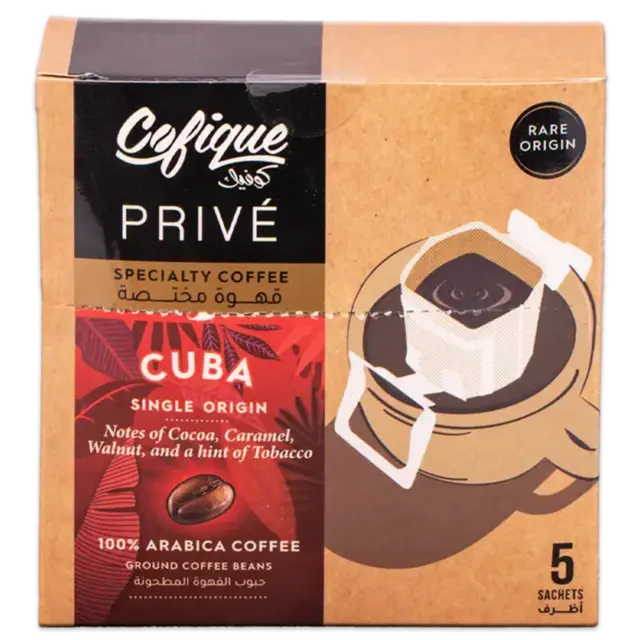 Cofique
كوفيك
PRIVÉ
SPECIALTY COFFEE
قهوة مختصة
CUBA
SINGLE ORIGIN
Notes of Cocoa, Caramel,
Walnut, and a hint of Tobacco
100% ARABICA COFFEE
GROUND COFFEE BEANS
حبوب القهوة المطحونة
RARE
ORIGIN
5
SACHETS
أظرف